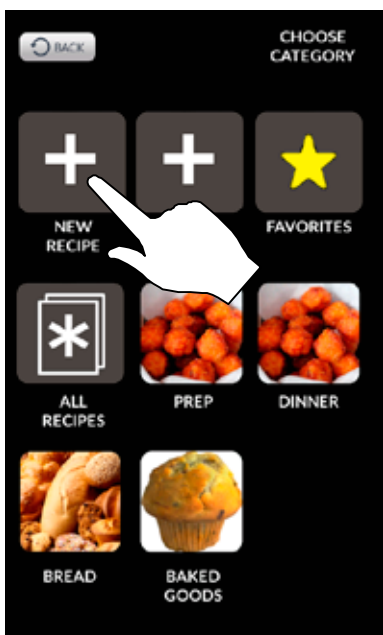 BACK
CHOOSE
CATEGORY
NEW
RECIPE
FAVORITES
ALL
RECIPES
PREP
DINNER
BREAD
BAKED
GOODS